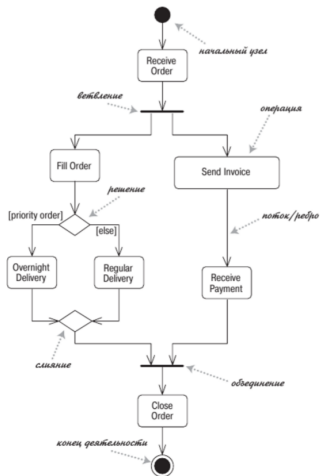 начальный узел
Receive
Order
ветвление
операция
Fill Order
Send Invoice
решение
[priority order]
[else]
поток/ребро
Overnight
Delivery
Regular
Delivery
Receive
Payment
слияние
объединение
Close
Order
конец деятельности